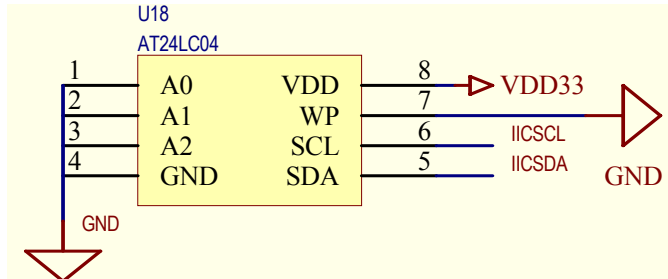 U18
AT24LC04
1 A0 VDD 8 VDD33
2 A1 WP 7
3 A2 SCL 6 IICSCL
4 GND SDA 5 IICSDA
GND
GND